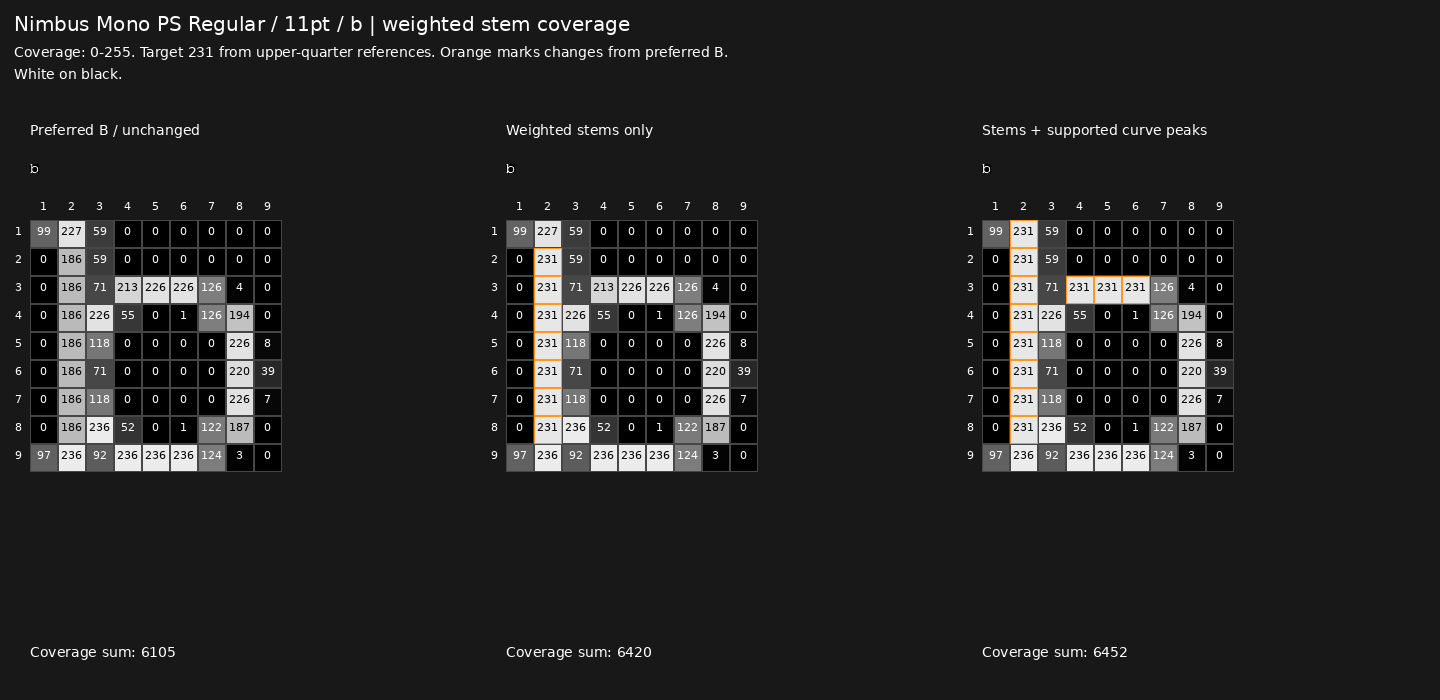 Nimbus Mono PS Regular / 11pt / b | weighted stem coverage
Coverage: 0-255. Target 231 from upper-quarter references. Orange marks changes from preferred B.
White on black.
Preferred B / unchanged
b
1 2 3 4 5 6 7 8 9
1 99 227 59 0 0 0 0 0 0
2 0 186 59 0 0 0 0 0 0
3 0 186 71 213 226 226 126 4 0
4 0 186 226 55 0 1 126 194 0
5 0 186 118 0 0 0 0 226 8
6 0 186 71 0 0 0 0 220 39
7 0 186 118 0 0 0 0 226 7
8 0 186 236 52 0 1 122 187 0
9 97 236 92 236 236 236 124 3 0
Coverage sum: 6105
Weighted stems only
b
1 2 3 4 5 6 7 8 9
1 99 227 59 0 0 0 0 0 0
2 0 231 59 0 0 0 0 0 0
3 0 231 71 213 226 226 126 4 0
4 0 231 226 55 0 1 126 194 0
5 0 231 118 0 0 0 0 226 8
6 0 231 71 0 0 0 0 220 39
7 0 231 118 0 0 0 0 226 7
8 0 231 236 52 0 1 122 187 0
9 97 236 92 236 236 236 124 3 0
Coverage sum: 6420
Stems + supported curve peaks
b
1 2 3 4 5 6 7 8 9
1 99 231 59 0 0 0 0 0 0
2 0 231 59 0 0 0 0 0 0
3 0 231 71 231 231 231 126 4 0
4 0 231 226 55 0 1 126 194 0
5 0 231 118 0 0 0 0 226 8
6 0 231 71 0 0 0 0 220 39
7 0 231 118 0 0 0 0 226 7
8 0 231 236 52 0 1 122 187 0
9 97 236 92 236 236 236 124 3 0
Coverage sum: 6452